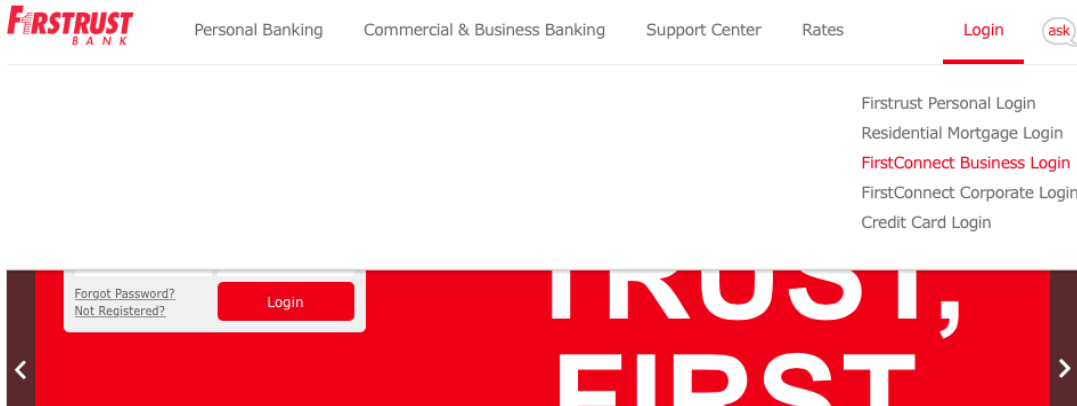 FIRSTRUST
BANK
Personal Banking
Commercial & Business Banking
Support Center
Rates
Login
ask
Firstrust Personal Login
Residential Mortgage Login
FirstConnect Business Login
FirstConnect Corporate Login
Credit Card Login
Forgot Password?
Not Registered?
Login
TRUST,
FIRST